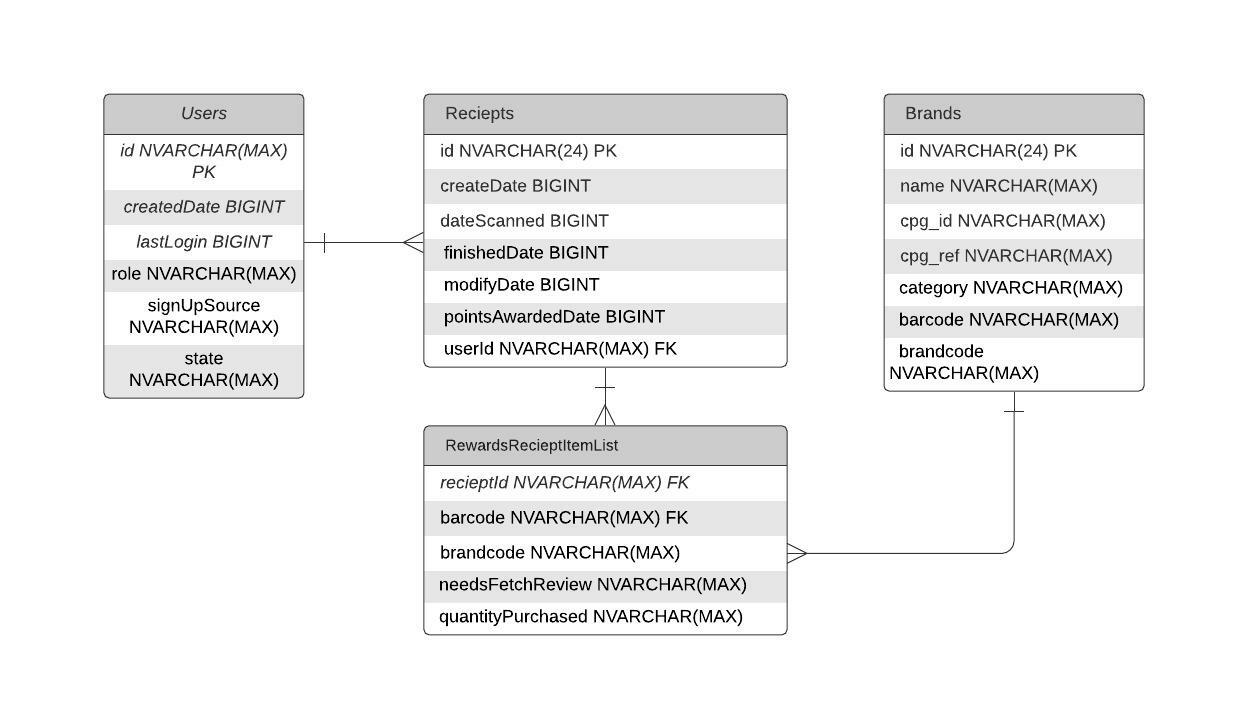 Users
id NVARCHAR(MAX)
PK
createdDate BIGINT
lastLogin BIGINT
role NVARCHAR(MAX)
signUpSource
NVARCHAR(MAX)
state
NVARCHAR(MAX)
Reciepts
id NVARCHAR(24) PK
createDate BIGINT
dateScanned BIGINT
finishedDate BIGINT
modifyDate BIGINT
pointsAwardedDate BIGINT
userId NVARCHAR(MAX) FK
Brands
id NVARCHAR(24) PK
name NVARCHAR(MAX)
cpg_id NVARCHAR(MAX)
cpg_ref NVARCHAR(MAX)
category NVARCHAR(MAX)
barcode NVARCHAR(MAX)
brandcode
NVARCHAR(MAX)
RewardsRecieptItemList
recieptId NVARCHAR(MAX) FK
barcode NVARCHAR(MAX) FK
brandcode NVARCHAR(MAX)
needsFetchReview NVARCHAR(MAX)
quantityPurchased NVARCHAR(MAX)